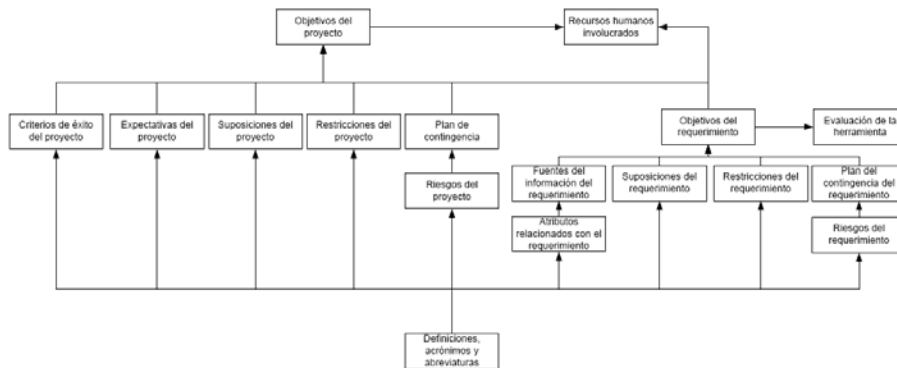 Objetivos del
proyecto
Recursos humanos
involucrados
Criterios de éxito
del proyecto
Expectativas del
proyecto
Suposiciones del
proyecto
Restricciones del
proyecto
Plan de
contingencia
Objetivos del
requerimiento
Evaluación de la
herramienta
Riesgos del
proyecto
Fuentes del
información del
requerimiento
Suposiciones del
requerimiento
Restricciones del
requerimiento
Plan del
contingencia del
requerimiento
Atributos
relacionados con el
requerimiento
Riesgos del
requerimiento
Definiciones,
acrónimos y
abreviaturas